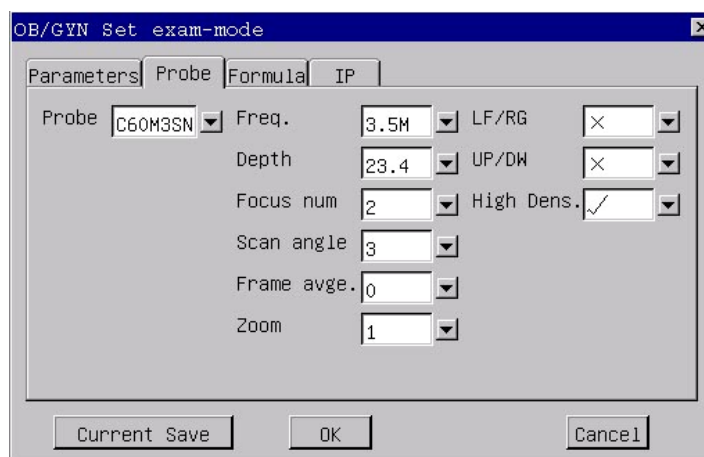 OB/GYN Set exam-mode
Parameters Probe Formula IP
Probe C60M3SN Freq. 3.5M LF/RG ×
Depth 23.4 UP/DW ×
Focus num 2 High Dens. ✓
Scan angle 3
Frame avge. 0
Zoom 1
Current Save OK Cancel